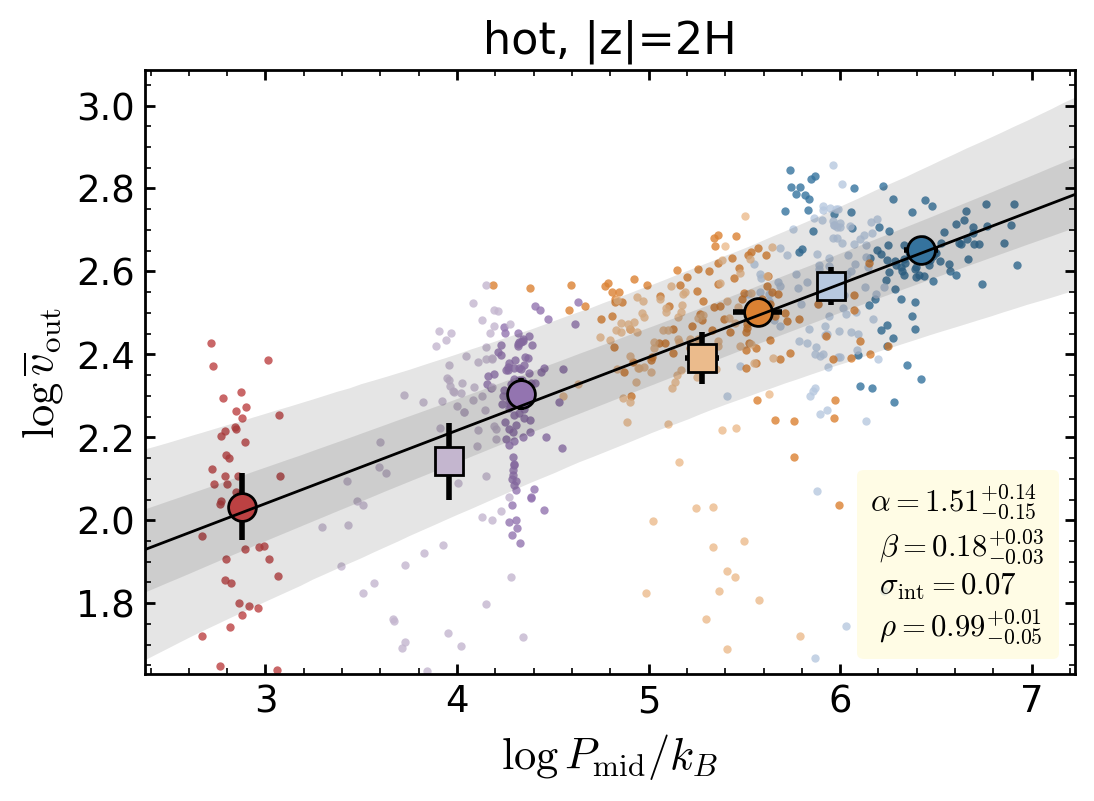 hot, |z|=2H
log v̅_out
3.0
2.8
2.6
2.4
2.2
2.0
1.8
α = 1.51^{+0.14}_{−0.15}
β = 0.18^{+0.03}_{−0.03}
σ_int = 0.07
ρ = 0.99^{+0.01}_{−0.05}
3 4 5 6 7
log P_mid/k_B